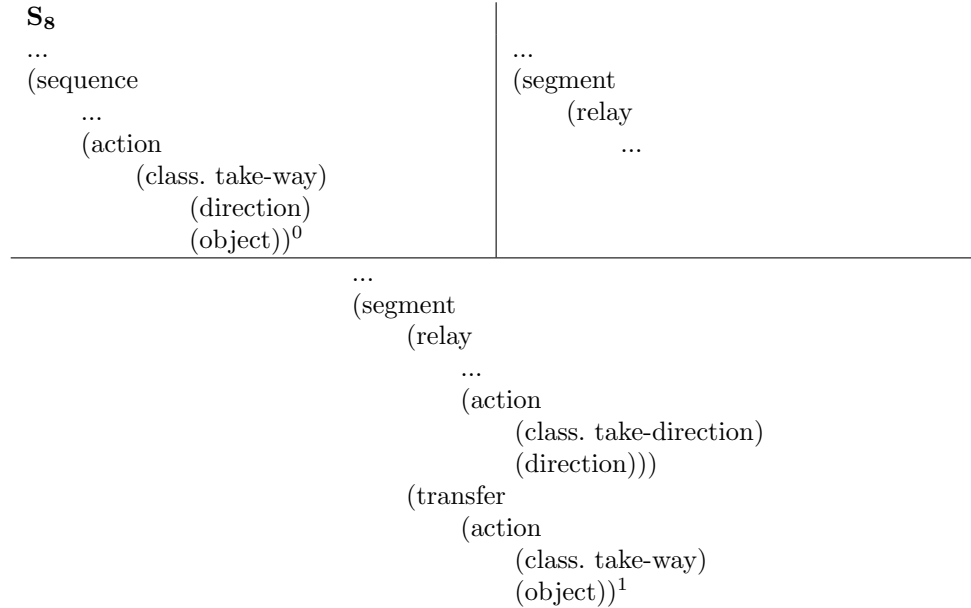 S₈
...
(sequence
...
(action
(class. take-way)
(direction)
(object))⁰
...
(segment
(relay
...
...
(segment
(relay
...
(action
(class. take-direction)
(direction)))
(transfer
(action
(class. take-way)
(object))¹